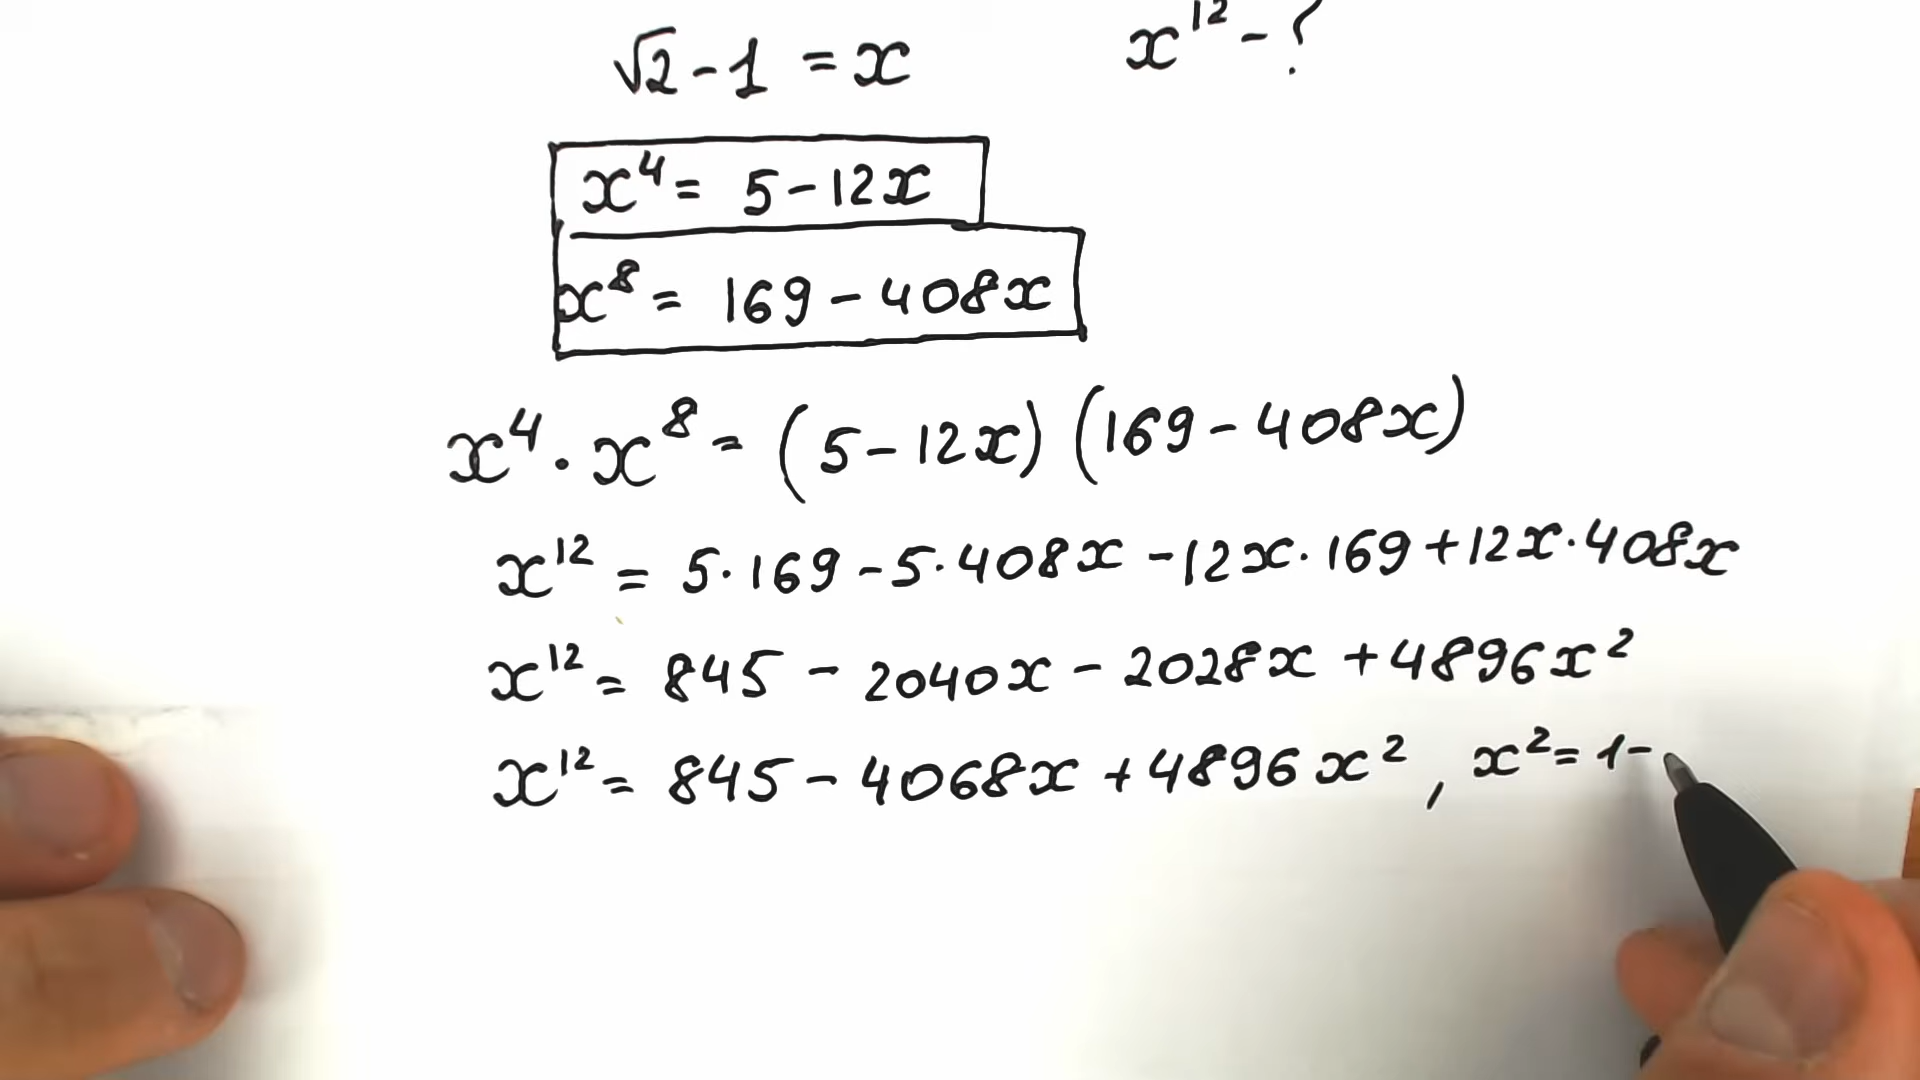 √2 - 1 = x x¹² - ?
x⁴ = 5 - 12x
x⁸ = 169 - 408x
x⁴ · x⁸ = (5 - 12x) (169 - 408x)
x¹² = 5 · 169 - 5 · 408x - 12x · 169 + 12x · 408x
x¹² = 845 - 2040x - 2028x + 4896x²
x¹² = 845 - 4068x + 4896x² , x² = 1 -